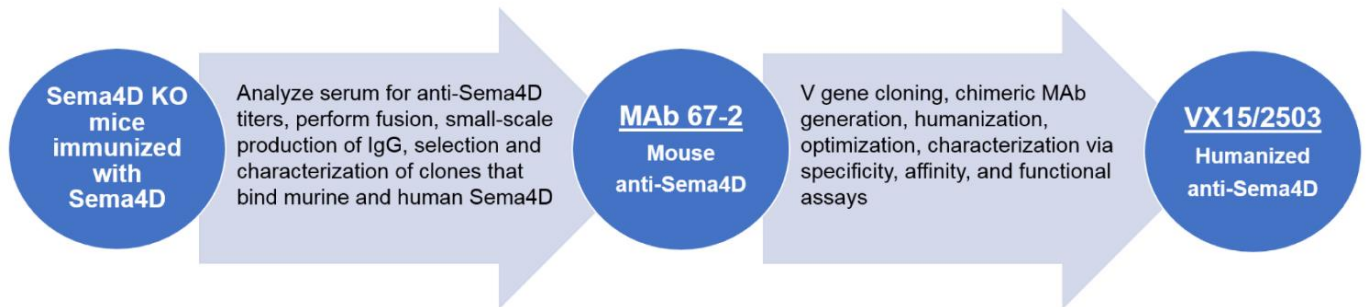 Sema4D KO
mice
immunized
with
Sema4D
Analyze serum for anti-Sema4D
titers, perform fusion, small-scale
production of IgG, selection and
characterization of clones that
bind murine and human Sema4D
MAb 67-2
Mouse
anti-Sema4D
V gene cloning, chimeric MAb
generation, humanization,
optimization, characterization via
specificity, affinity, and functional
assays
VX15/2503
Humanized
anti-Sema4D